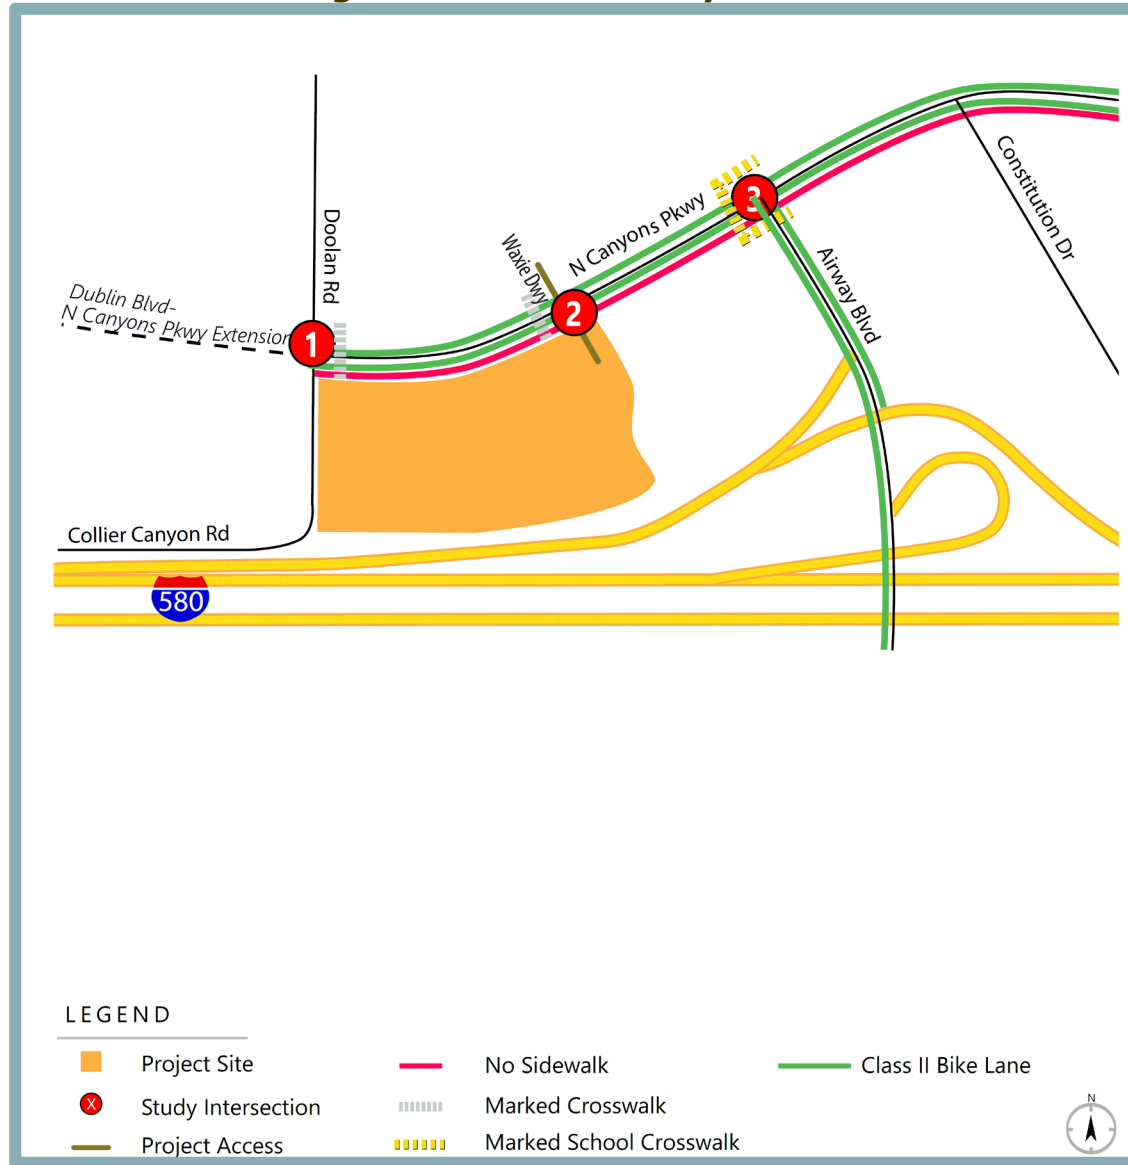 Doolan Rd
Dublin Blvd-
N Canyons Pkwy Extension
1
Waxie Dwy
2
N Canyons Pkwy
3
Airway Blvd
Constitution Dr
Collier Canyon Rd
580
LEGEND
Project Site
No Sidewalk
Class II Bike Lane
X
Study Intersection
Marked Crosswalk
Project Access
Marked School Crosswalk
N